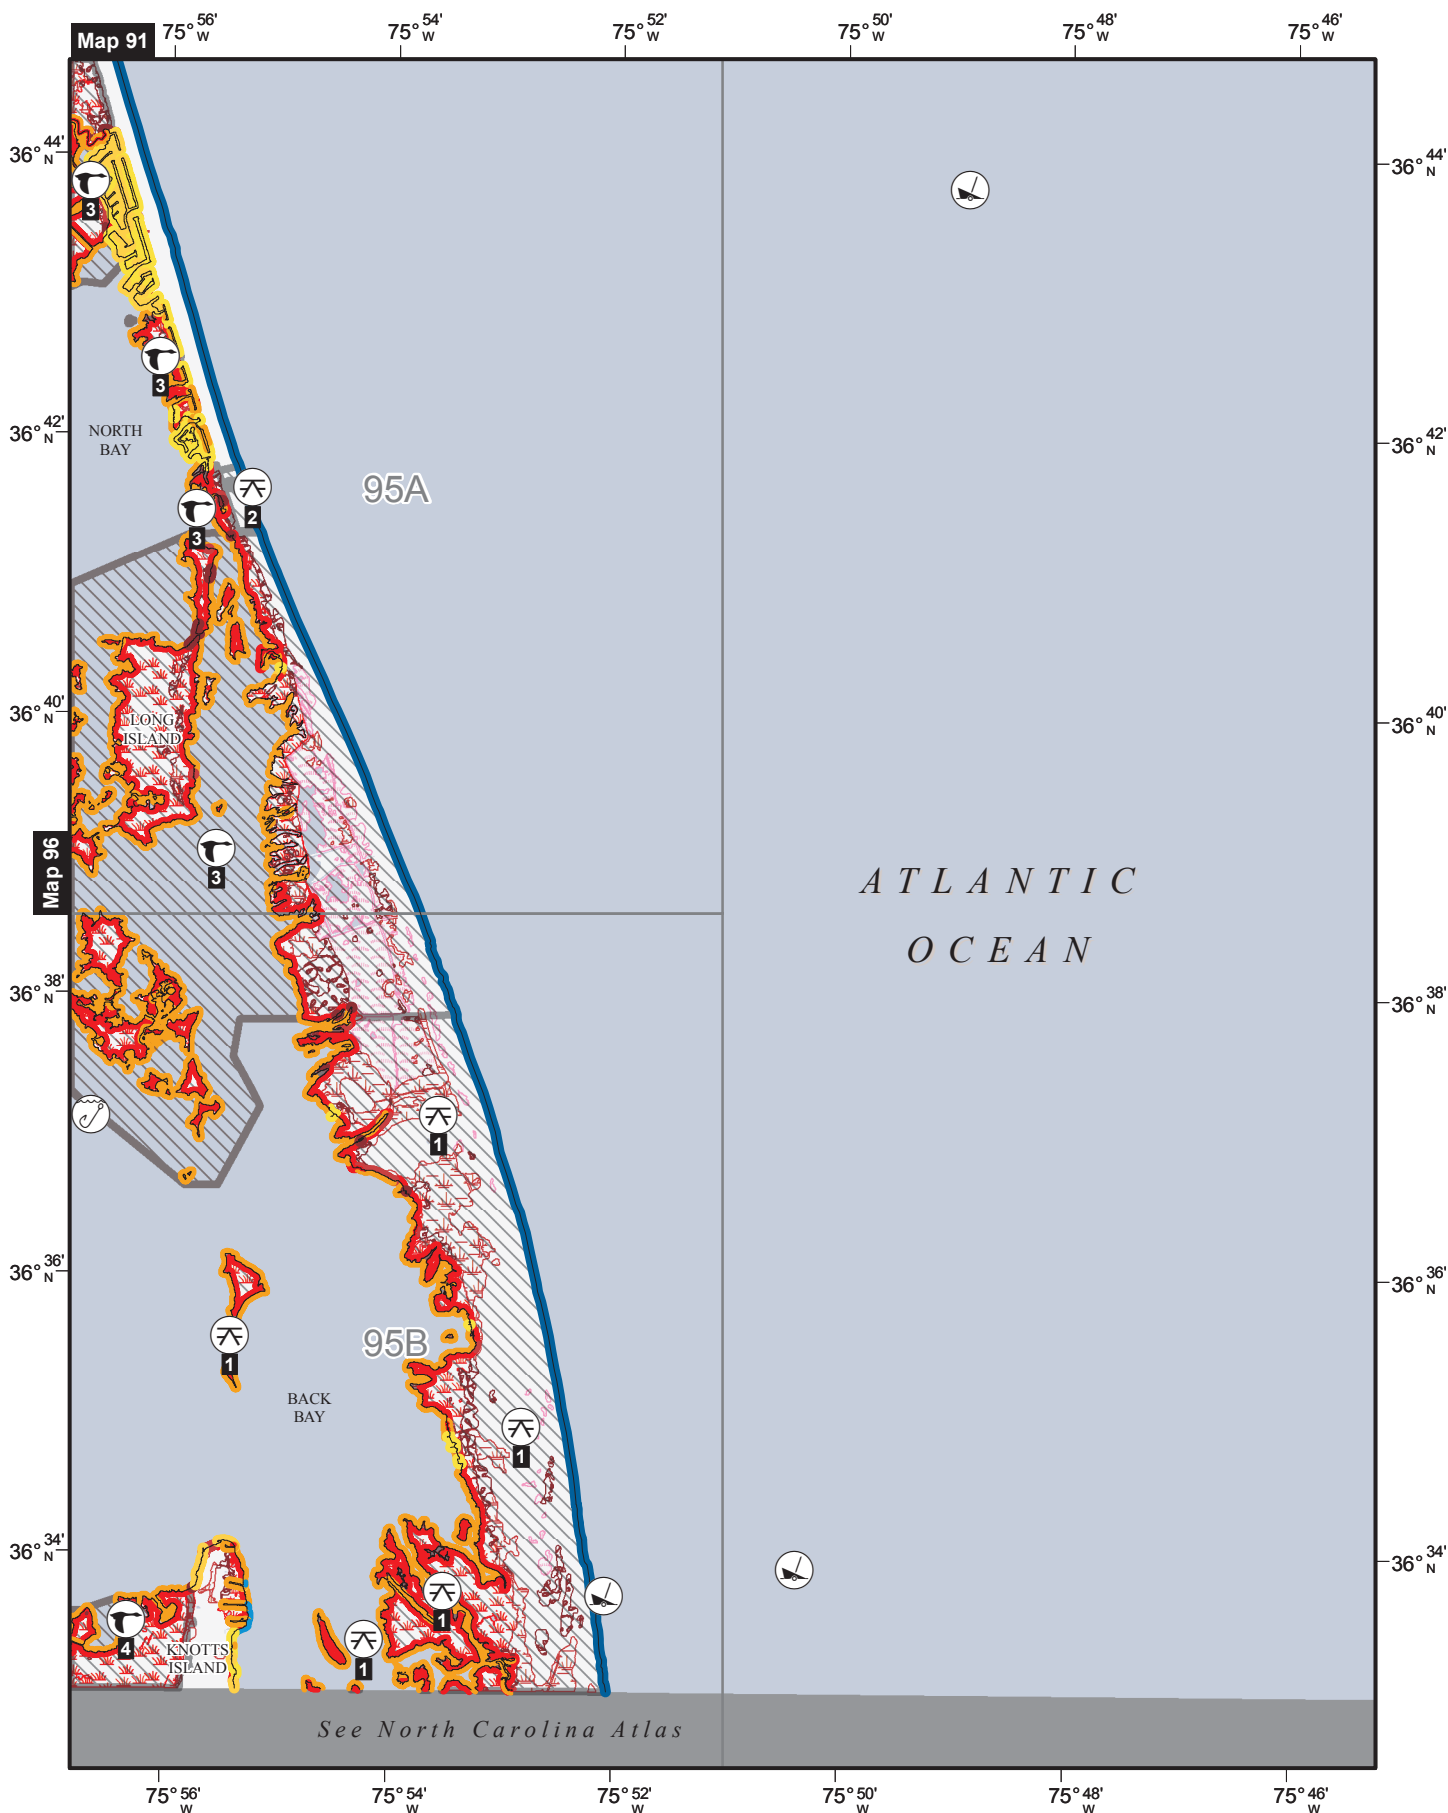 Map 91
75° 56' W
75° 54' W
75° 52' W
75° 50' W
75° 48' W
75° 46' W
36° 44' N
36° 44' N
3
3
36° 42' N
36° 42' N
NORTH
BAY
95A
2
3
36° 40' N
36° 40' N
LONG
ISLAND
Map 96
3
ATLANTIC
OCEAN
36° 38' N
36° 38' N
1
36° 36' N
36° 36' N
95B
1
BACK
BAY
1
36° 34' N
36° 34' N
1
4
1
KNOTTS
ISLAND
See North Carolina Atlas
75° 56' W
75° 54' W
75° 52' W
75° 50' W
75° 48' W
75° 46' W